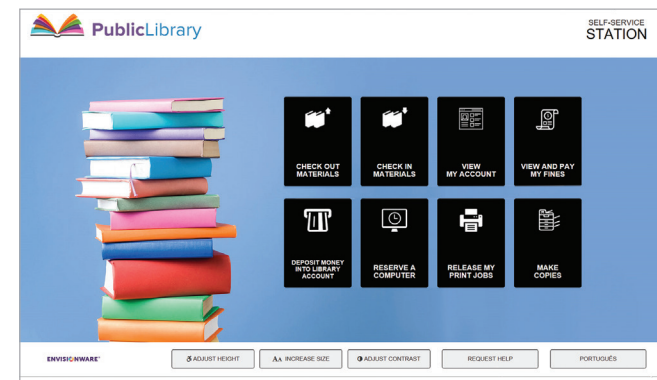 PublicLibrary
SELF-SERVICE
STATION
CHECK OUT
MATERIALS
CHECK IN
MATERIALS
VIEW
MY ACCOUNT
VIEW AND PAY
MY FINES
DEPOSIT MONEY
INTO LIBRARY
ACCOUNT
RESERVE A
COMPUTER
RELEASE MY
PRINT JOBS
MAKE
COPIES
ENVISIONWARE™
ADJUST HEIGHT
AA INCREASE SIZE
ADJUST CONTRAST
REQUEST HELP
PORTUGUÊS